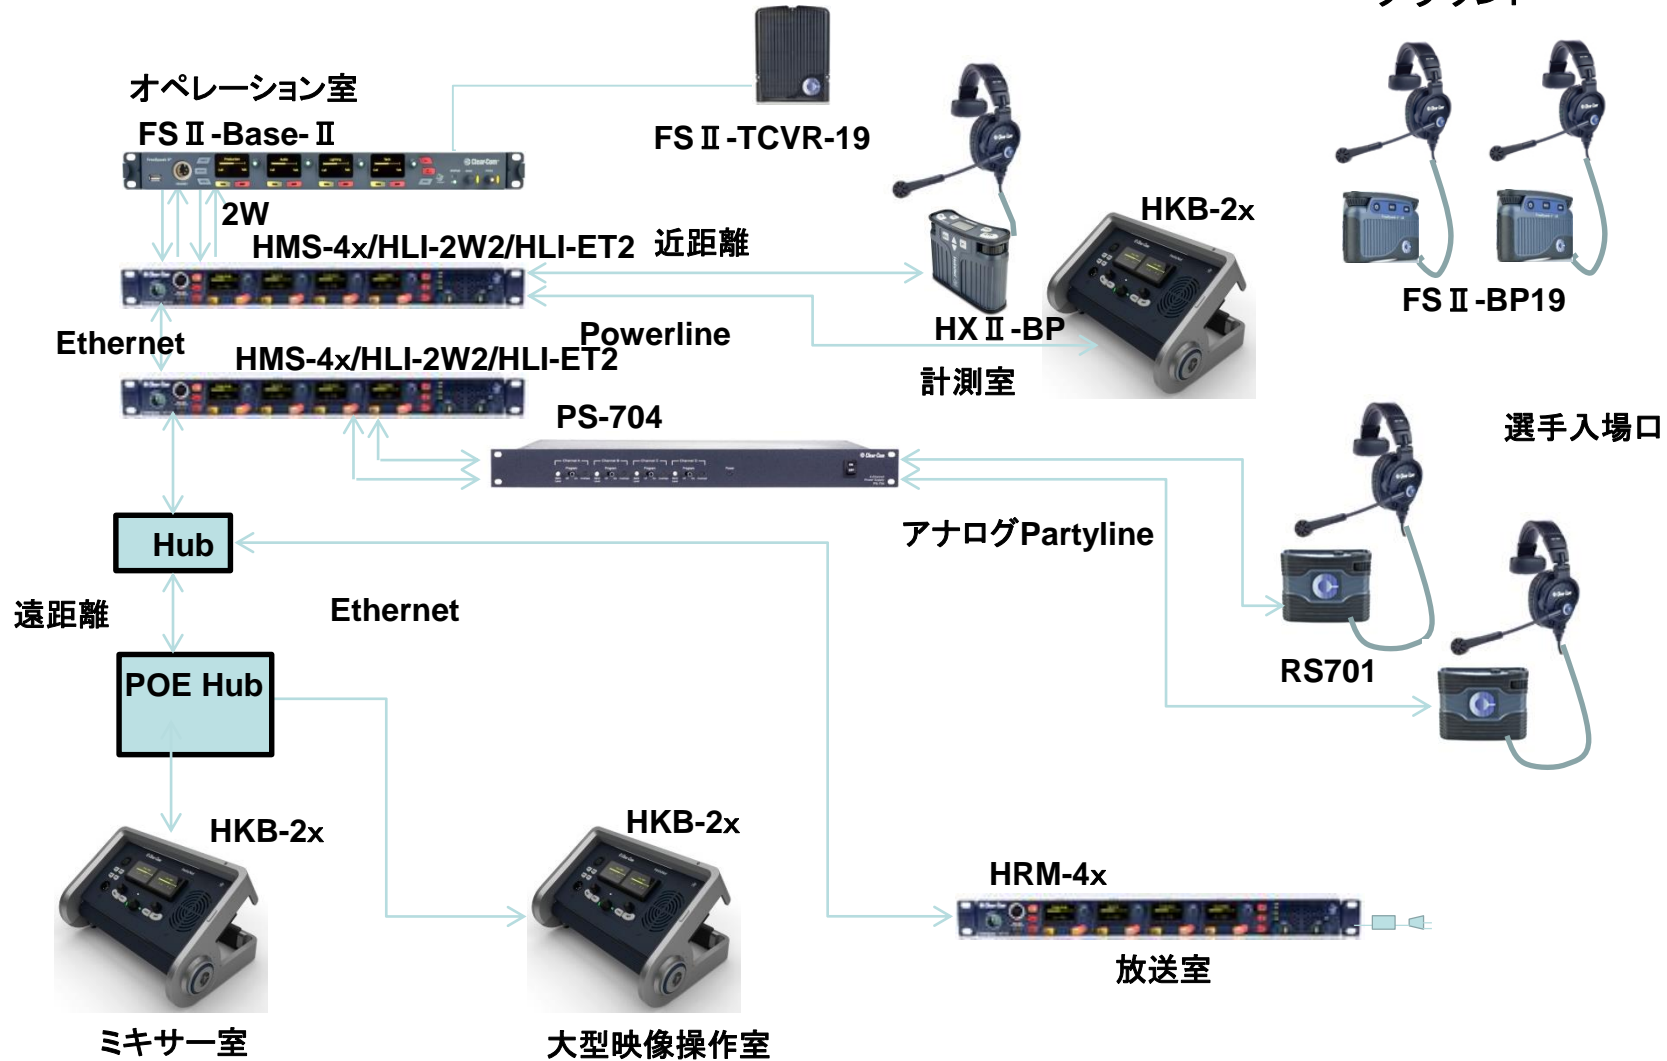 オペレーション室
FSⅡ-Base-Ⅱ
FSⅡ-TCVR-19
2W
HMS-4x/HLI-2W2/HLI-ET2
近距離
HKB-2x
FSⅡ-BP19
Ethernet
Powerline
HXⅡ-BP
HMS-4x/HLI-2W2/HLI-ET2
計測室
PS-704
選手入場口
Clear-Com
Hub
アナログPartyline
遠距離
Ethernet
RS701
POE Hub
HKB-2x
HKB-2x
HRM-4x
放送室
ミキサー室
大型映像操作室